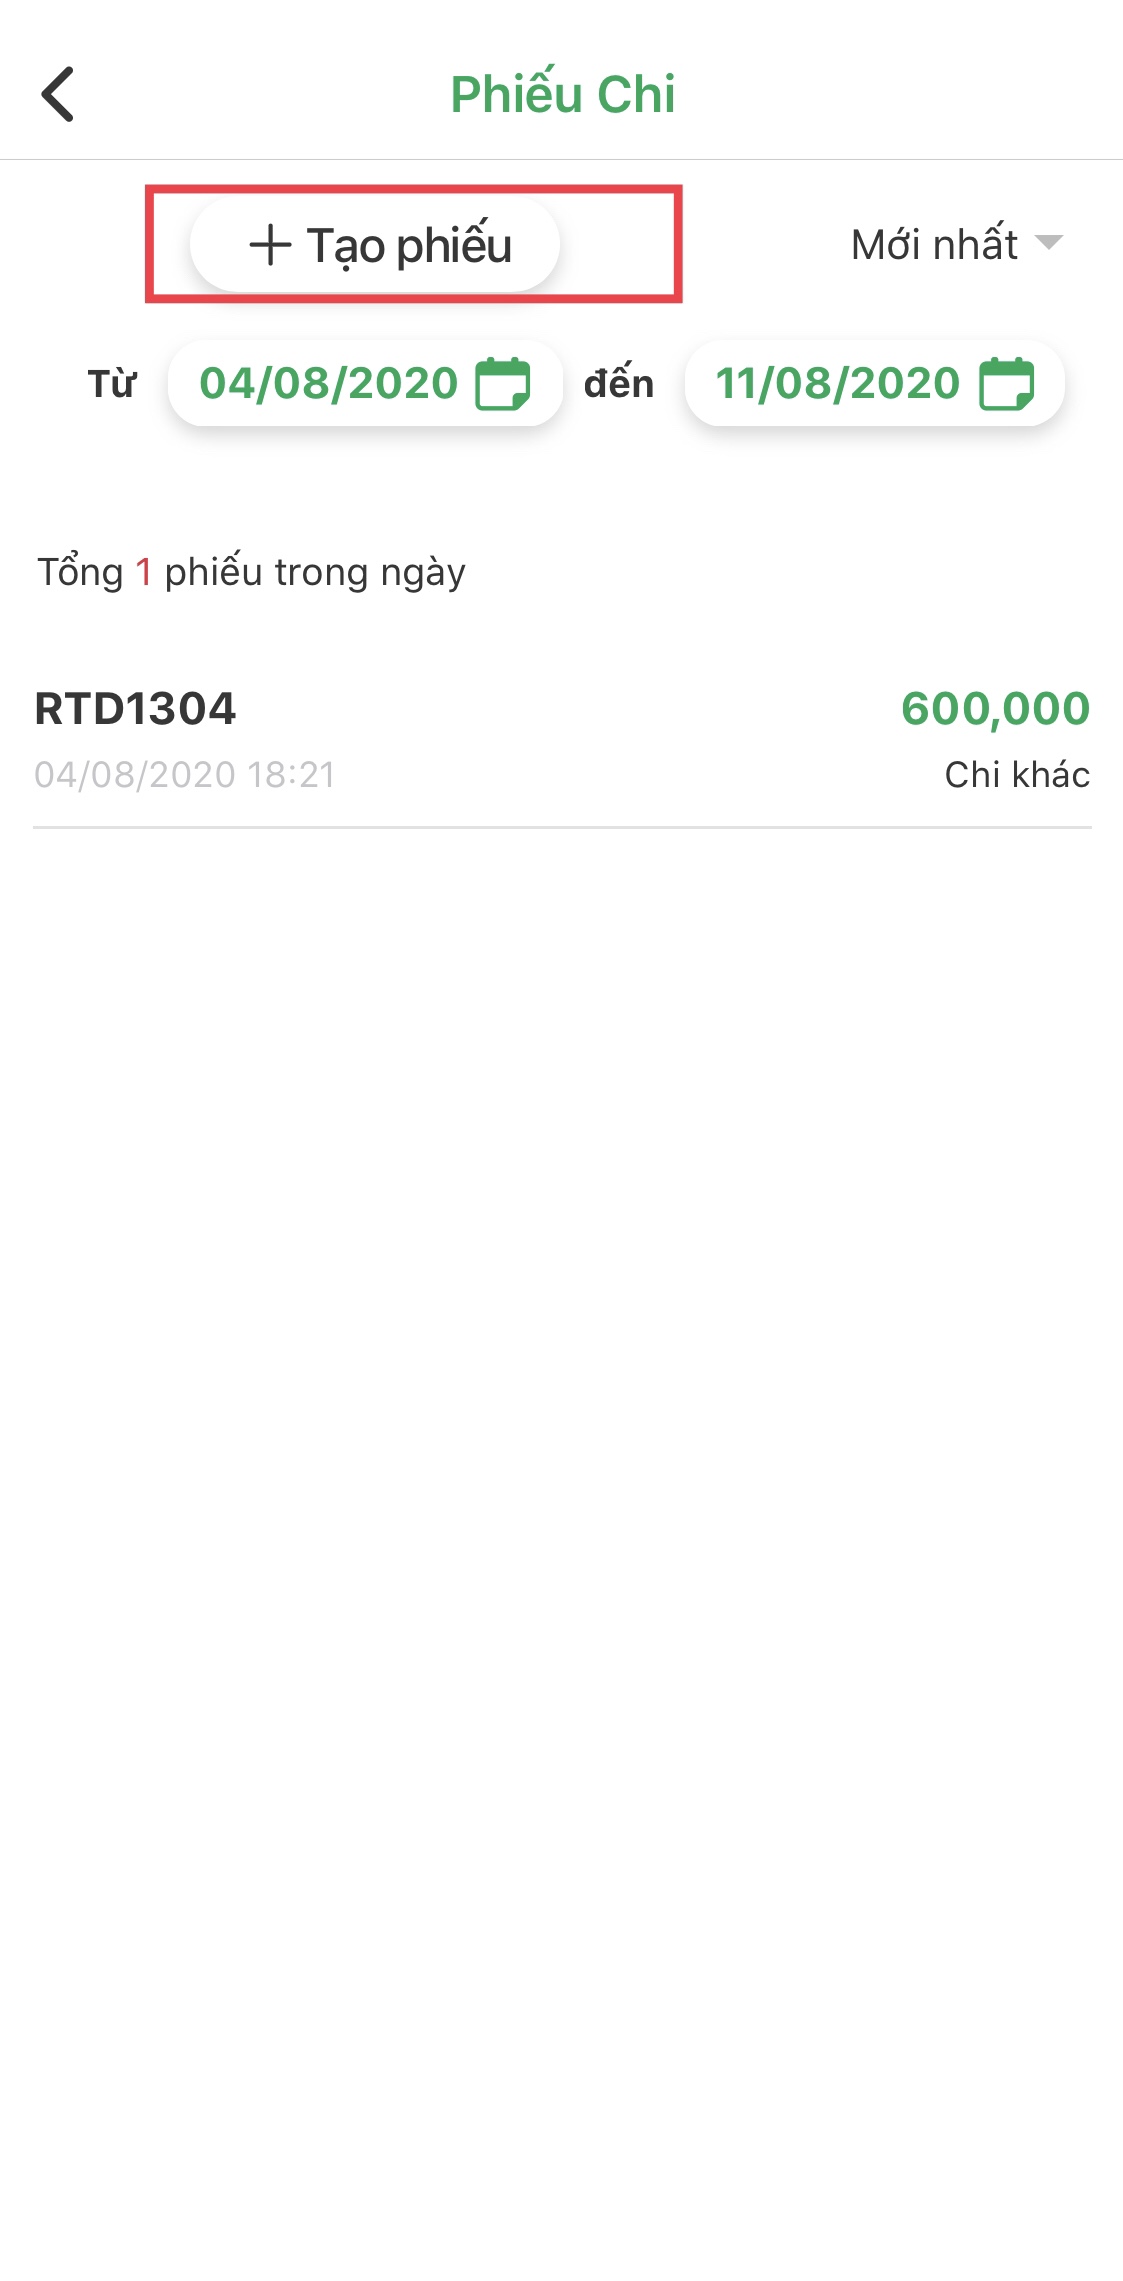 Phiếu Chi
+ Tạo phiếu
Mới nhất
Từ 04/08/2020 đến 11/08/2020
Tổng 1 phiếu trong ngày
RTD1304 600,000
04/08/2020 18:21 Chi khác